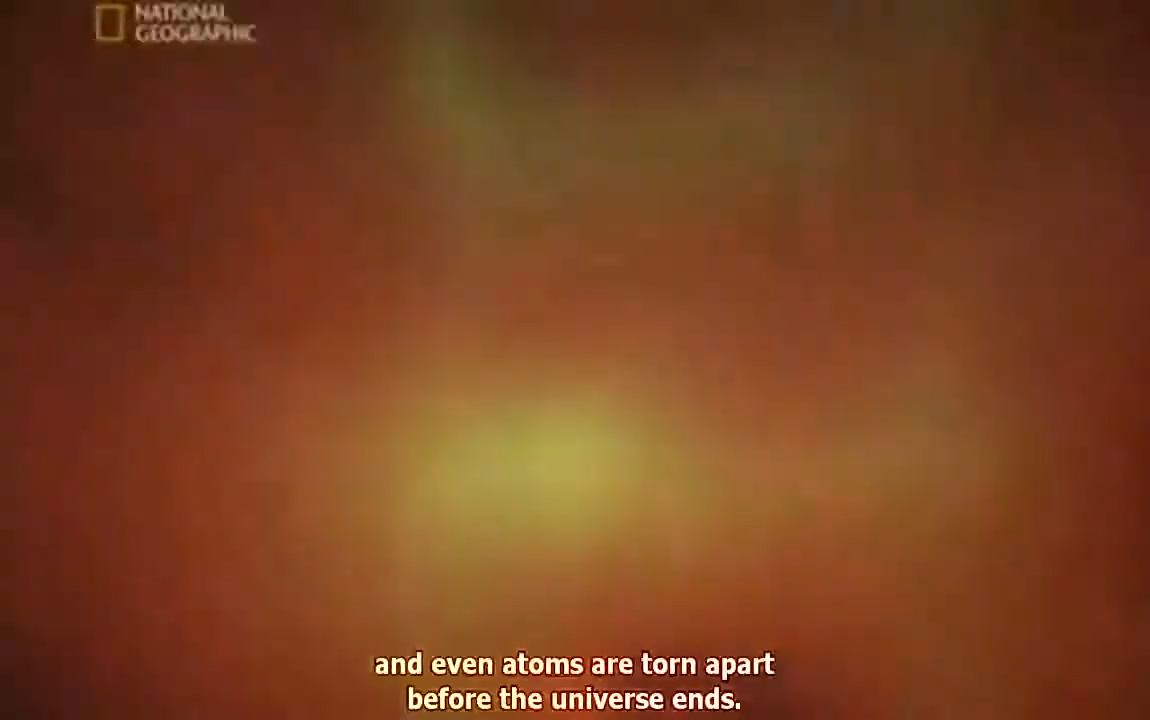 NATIONAL
GEOGRAPHIC
and even atoms are torn apart
before the universe ends.